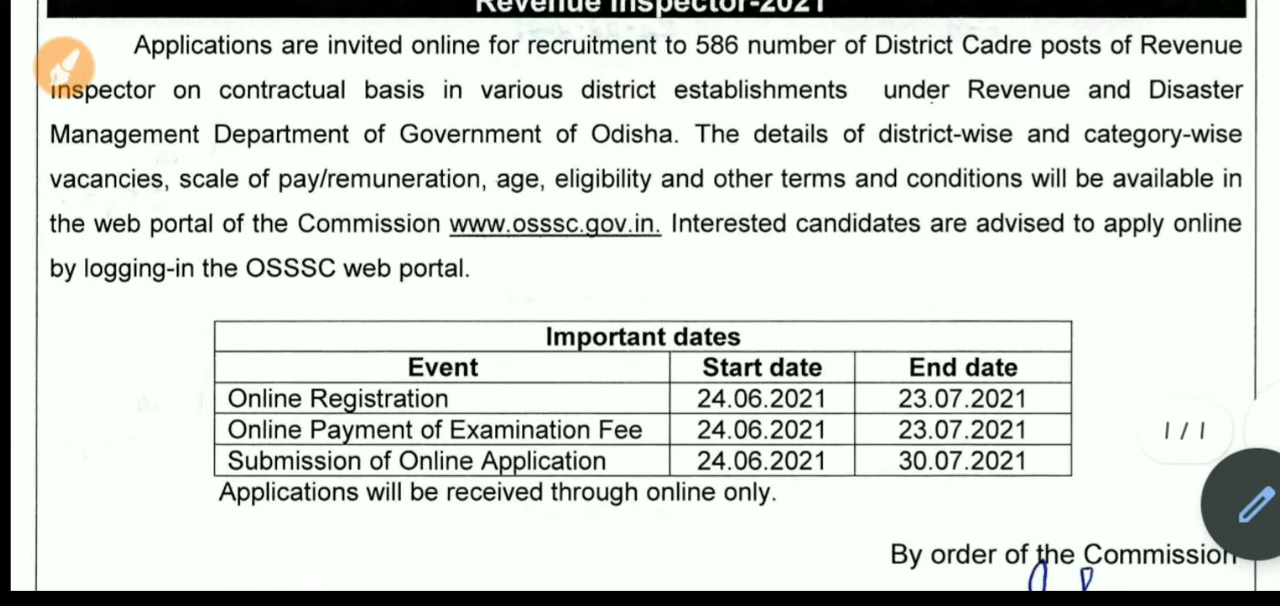 Revenue Inspector-2021
Applications are invited online for recruitment to 586 number of District Cadre posts of Revenue
Inspector on contractual basis in various district establishments under Revenue and Disaster
Management Department of Government of Odisha. The details of district-wise and category-wise
vacancies, scale of pay/remuneration, age, eligibility and other terms and conditions will be available in
the web portal of the Commission www.osssc.gov.in. Interested candidates are advised to apply online
by logging-in the OSSSC web portal.
Important dates
Event Start date End date
Online Registration 24.06.2021 23.07.2021
Online Payment of Examination Fee 24.06.2021 23.07.2021
1 / 1
Submission of Online Application 24.06.2021 30.07.2021
Applications will be received through online only.
By order of the Commission